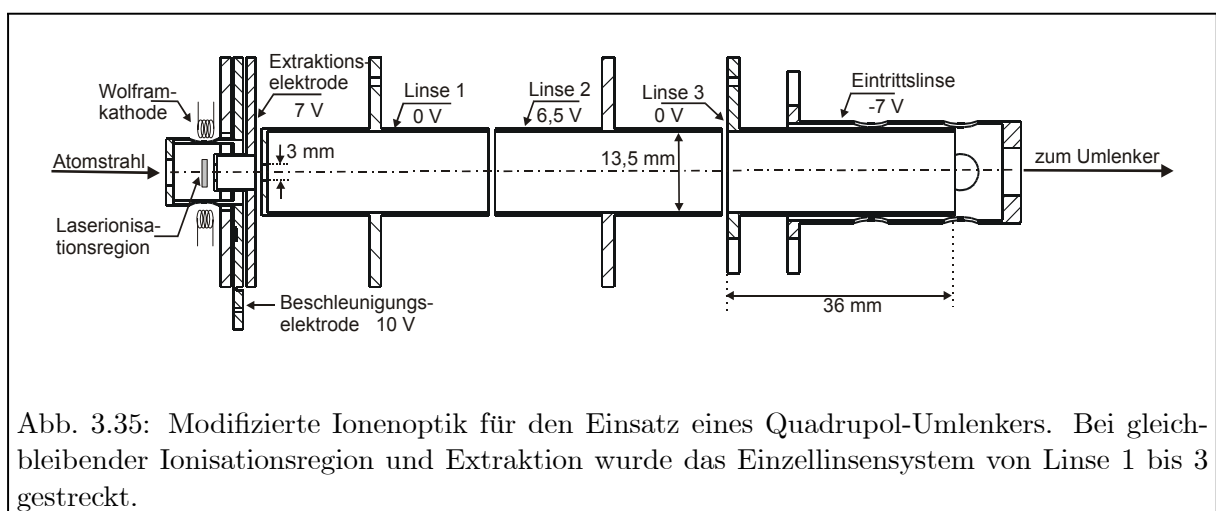 Extraktions-
elektrode
7 V
Wolfram-
kathode
Linse 1
0 V
Linse 2
6,5 V
Linse 3
0 V
Eintrittslinse
-7 V
Atomstrahl
3 mm
13,5 mm
zum Umlenker
Laserionisa-
tionsregion
Beschleunigungs-
elektrode 10 V
36 mm
Abb. 3.35: Modifizierte Ionenoptik für den Einsatz eines Quadrupol-Umlenkers. Bei gleich-
bleibender Ionisationsregion und Extraktion wurde das Einzellinsensystem von Linse 1 bis 3
gestreckt.